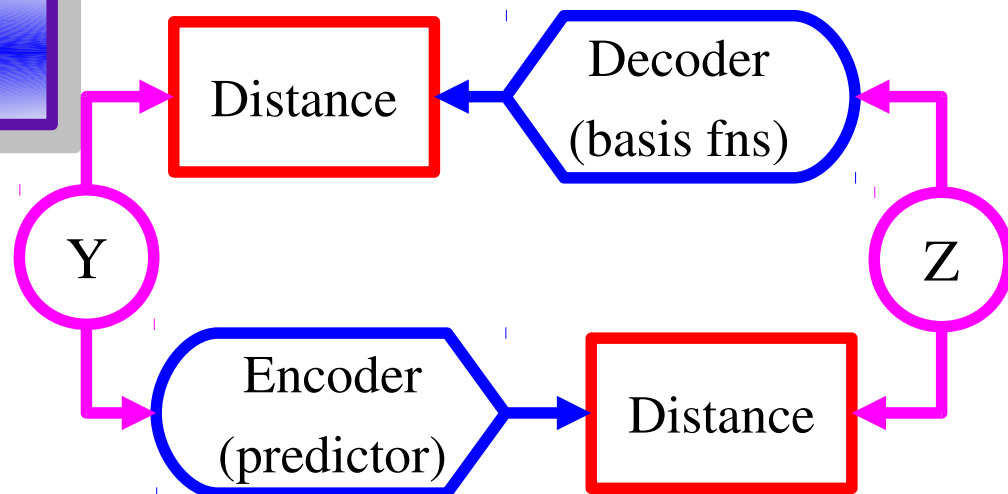 Distance
Decoder
(basis fns)
Y
Z
Encoder
(predictor)
Distance